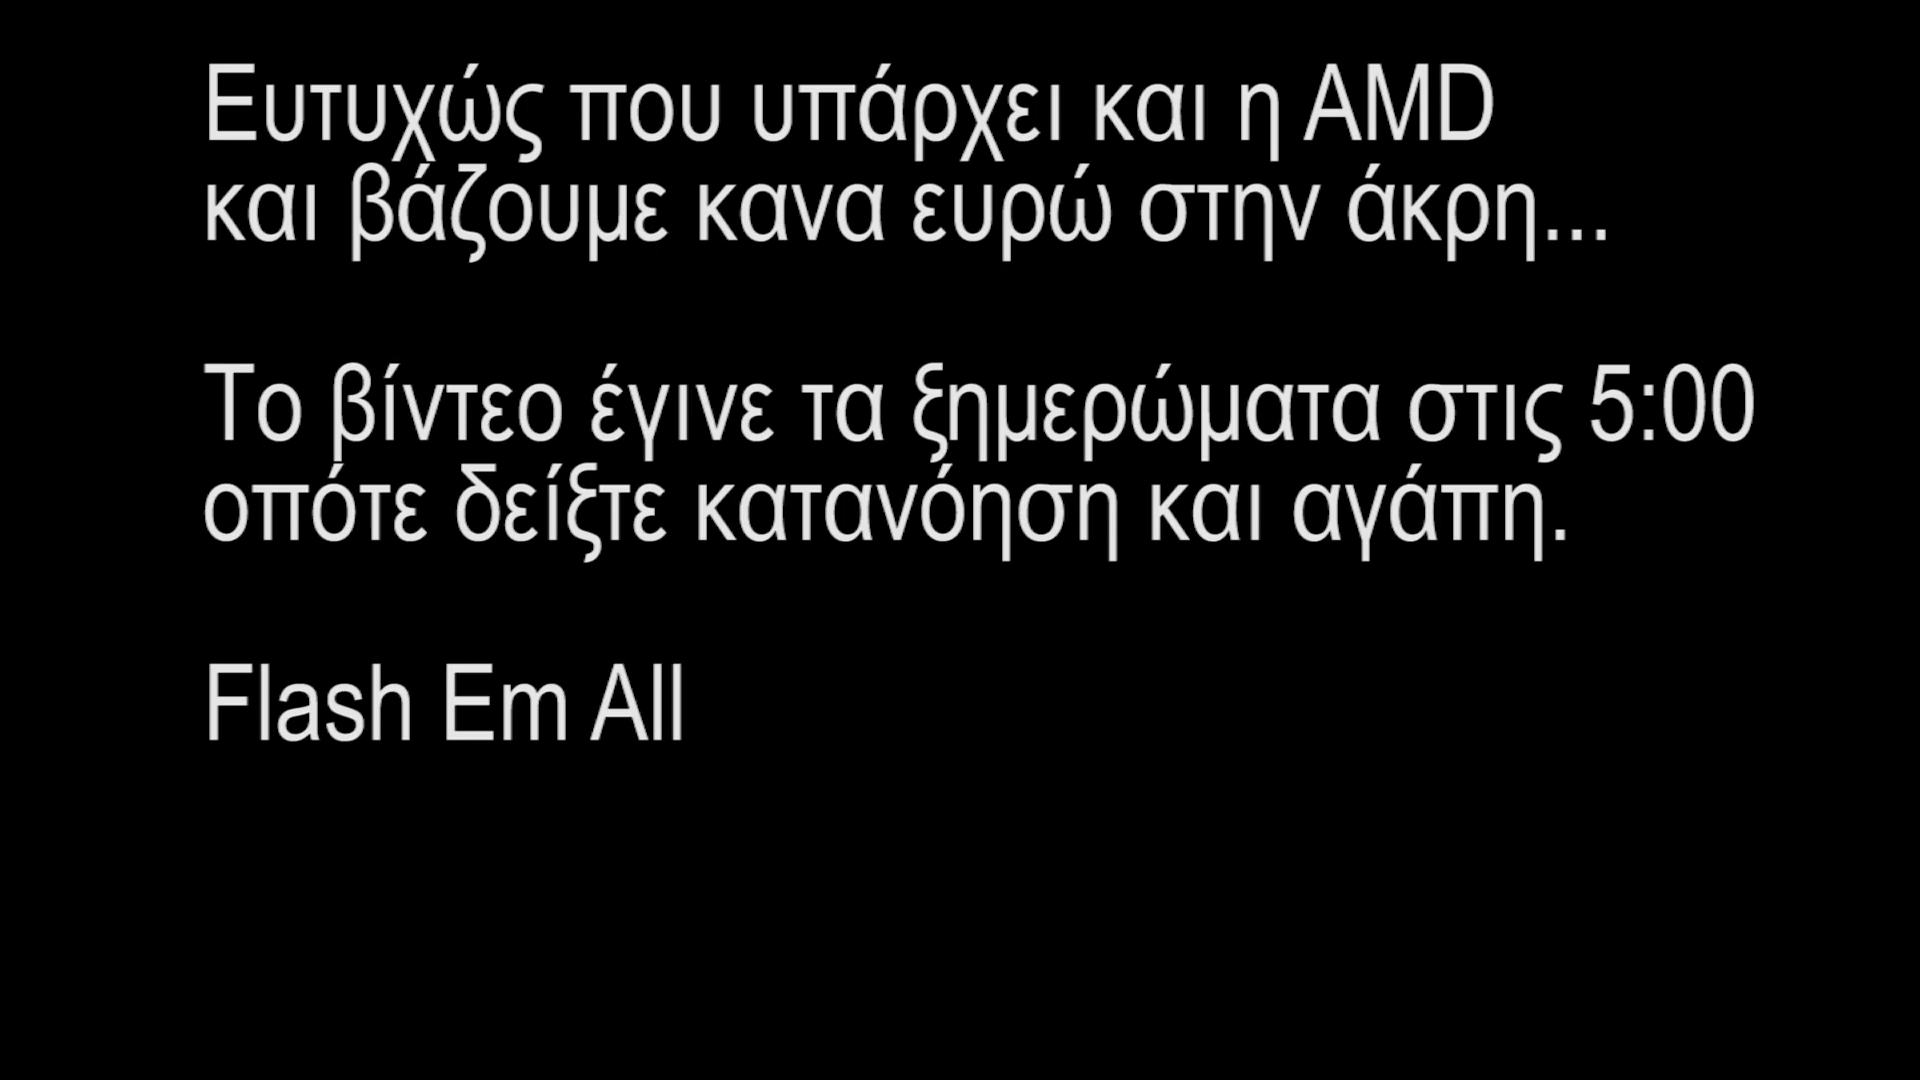 Ευτυχώς που υπάρχει και η AMD
και βάζουμε κανα ευρώ στην άκρη...
Το βίντεο έγινε τα ξημερώματα στις 5:00
οπότε δείξτε κατανόηση και αγάπη.
Flash Em All